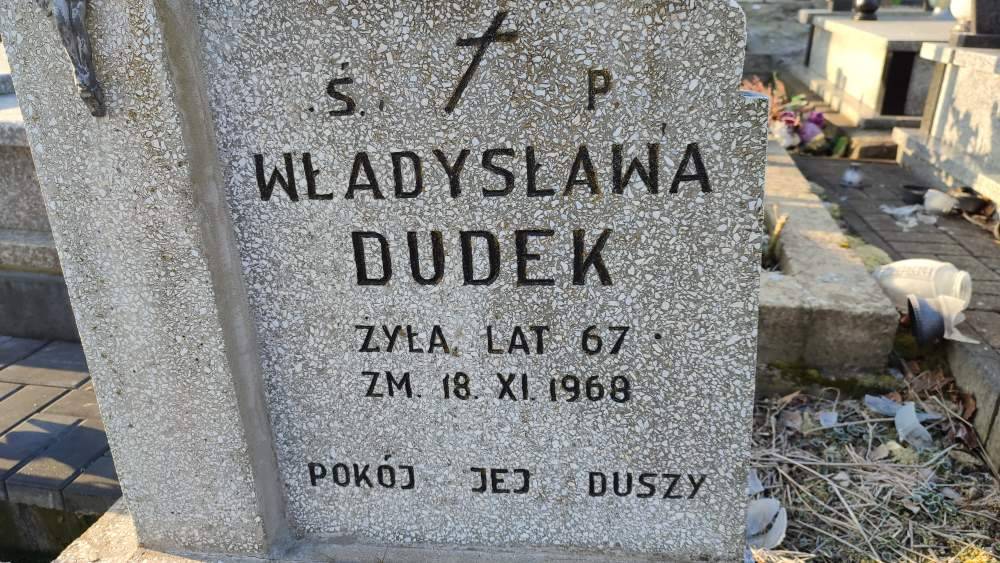 Ś. P.
WŁADYSŁAWA
DUDEK
ŻYŁA LAT 67
ZM. 18. XI. 1968
POKÓJ JEJ DUSZY